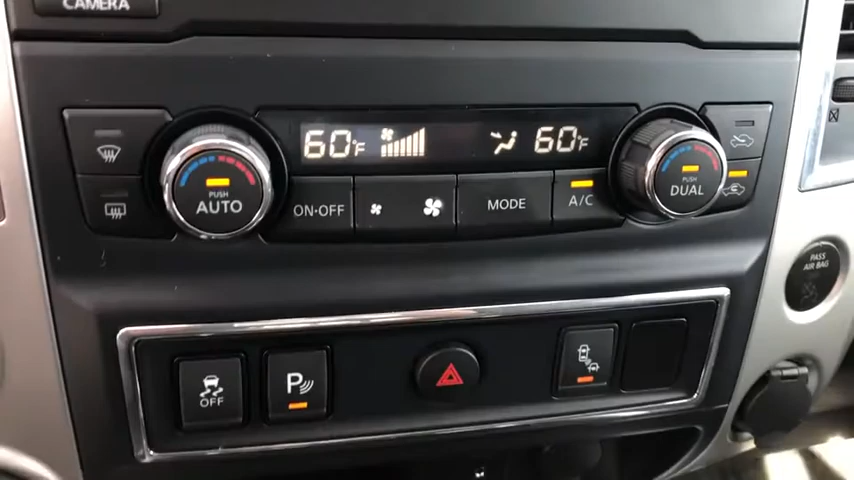 CAMERA
60°F
60°F
PUSH
AUTO
ON·OFF
MODE
A/C
PUSH
DUAL
PASS
AIR BAG
OFF
P